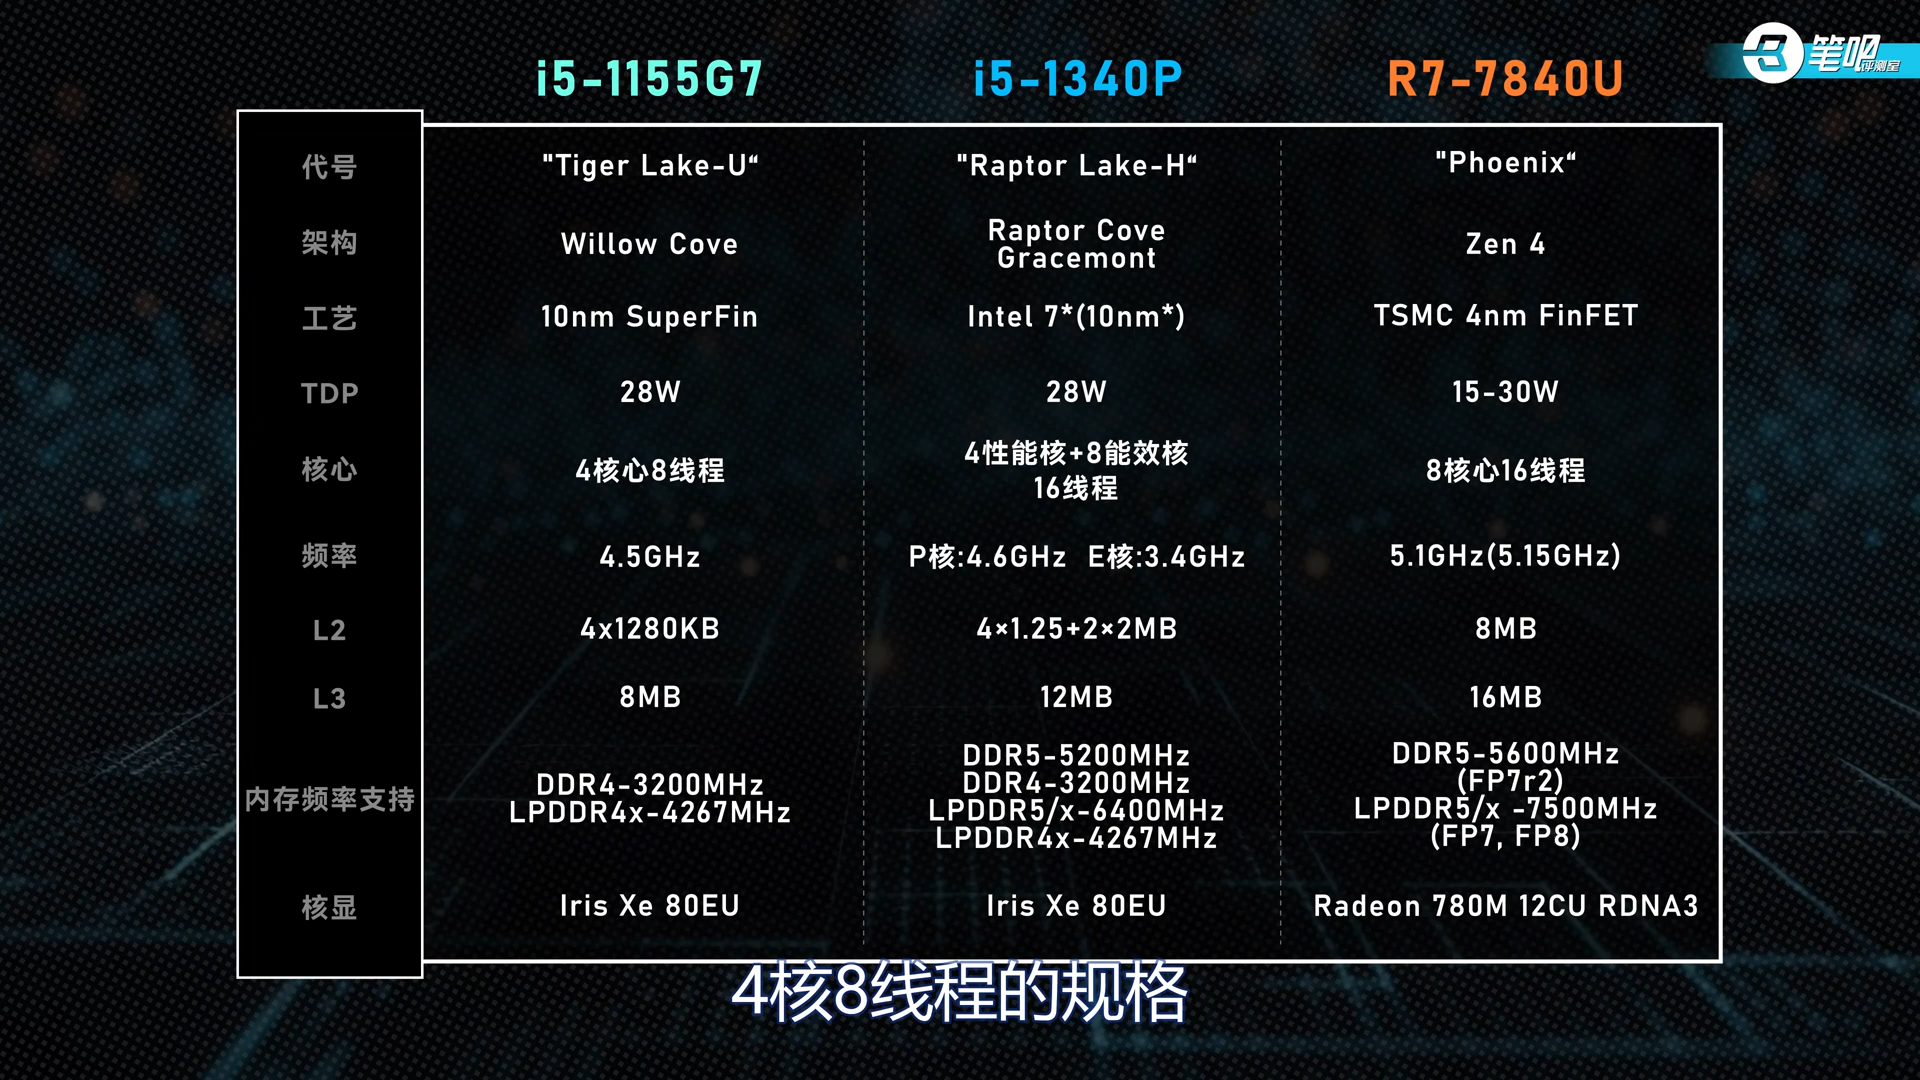 笔吧
评测室
i5-1155G7 i5-1340P R7-7840U
代号 "Tiger Lake-U“ "Raptor Lake-H“ "Phoenix“
架构 Willow Cove Raptor Cove Zen 4
Gracemont
工艺 10nm SuperFin Intel 7*(10nm*) TSMC 4nm FinFET
TDP 28W 28W 15-30W
核心 4核心8线程 4性能核+8能效核 8核心16线程
16线程
频率 4.5GHz P核:4.6GHz E核:3.4GHz 5.1GHz(5.15GHz)
L2 4x1280KB 4×1.25+2×2MB 8MB
L3 8MB 12MB 16MB
内存频率支持 DDR4-3200MHz DDR5-5200MHz DDR5-5600MHz
LPDDR4x-4267MHz DDR4-3200MHz (FP7r2)
LPDDR5/x-6400MHz LPDDR5/x -7500MHz
LPDDR4x-4267MHz (FP7, FP8)
核显 Iris Xe 80EU Iris Xe 80EU Radeon 780M 12CU RDNA3
4核8线程的规格